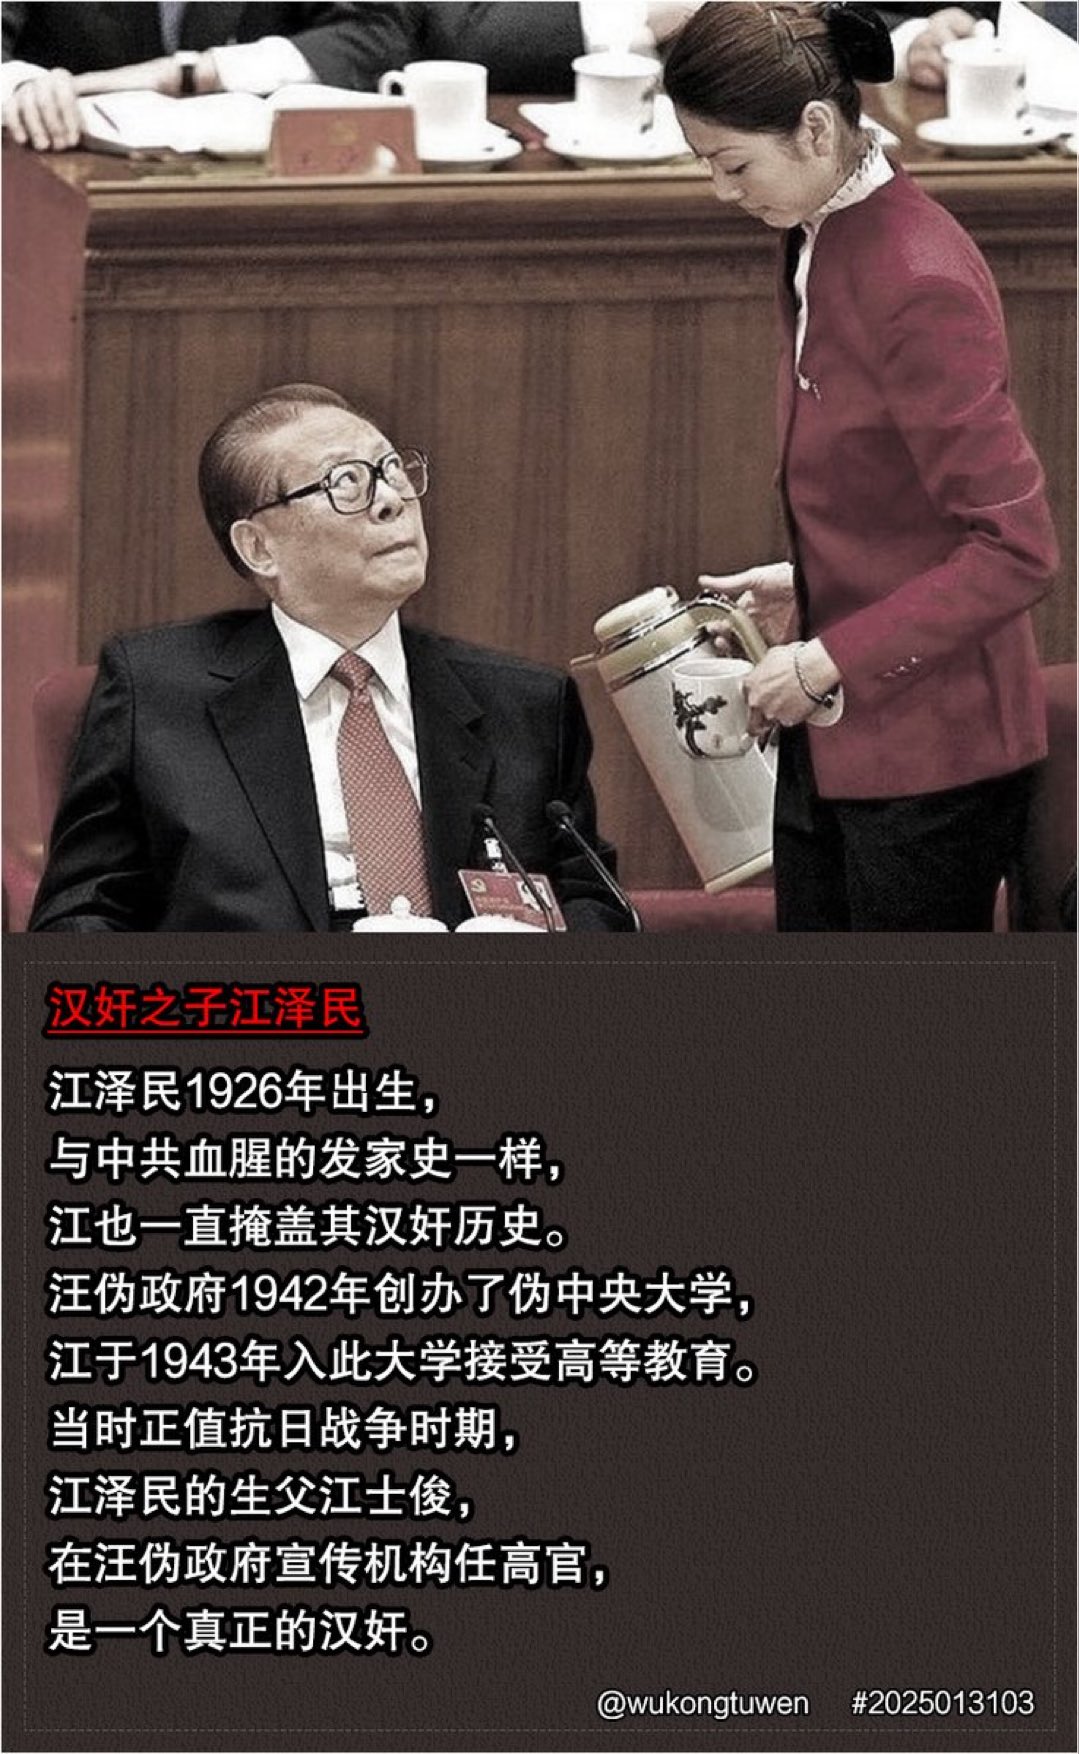 汉奸之子江泽民
江泽民1926年出生，
与中共血腥的发家史一样，
江也一直掩盖其汉奸历史。
汪伪政府1942年创办了伪中央大学，
江于1943年入此大学接受高等教育。
当时正值抗日战争时期，
江泽民的生父江士俊，
在汪伪政府宣传机构任高官，
是一个真正的汉奸。
@wukongtuwen #2025013103